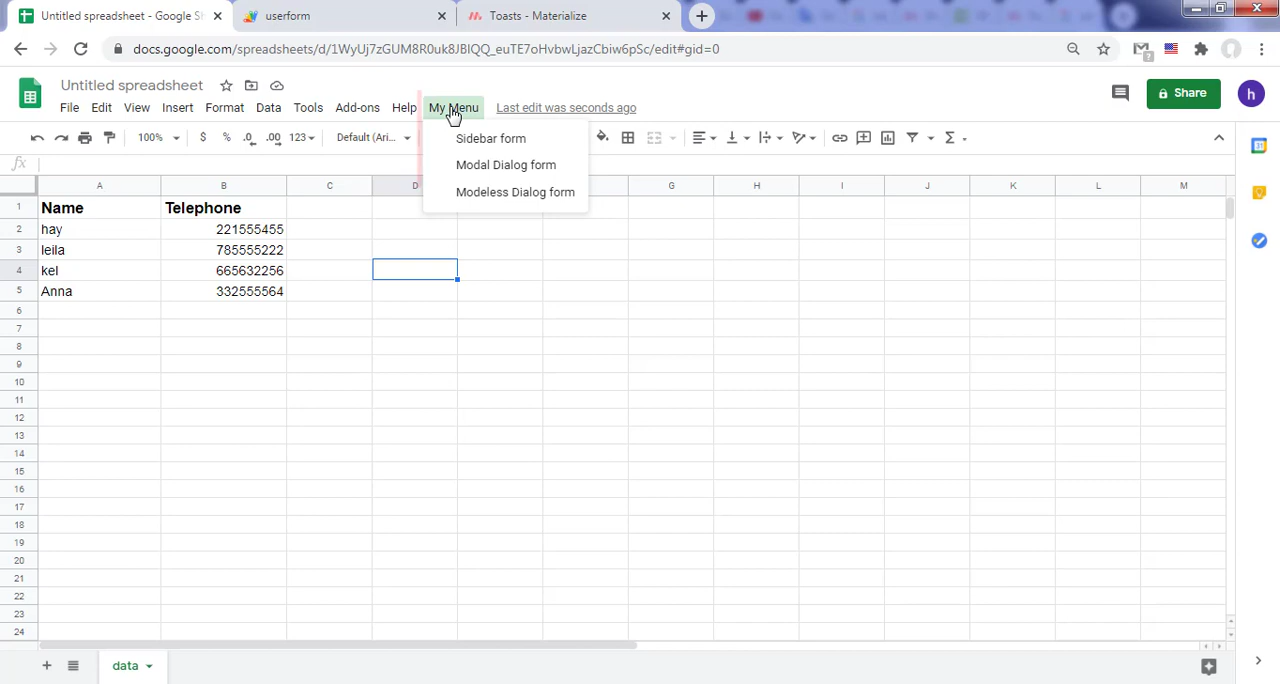 Untitled spreadsheet - Google Sh
userform
Toasts - Materialize
docs.google.com/spreadsheets/d/1WyUj7zGUM8R0uk8JBIQQ_euTE7oHvbwLjazCbiw6pSc/edit#gid=0
Untitled spreadsheet
Share
h
File Edit View Insert Format Data Tools Add-ons Help My Menu Last edit was seconds ago
100% $ % .0 .00 123 Default (Ari...
Sidebar form
Modal Dialog form
Modeless Dialog form
fx
A B C D G H I J K L M
1 Name Telephone
2 hay 221555455
3 leila 785555222
4 kel 665632256
5 Anna 332555564
6
7
8
9
10
11
12
13
14
15
16
17
18
19
20
21
22
23
24
data